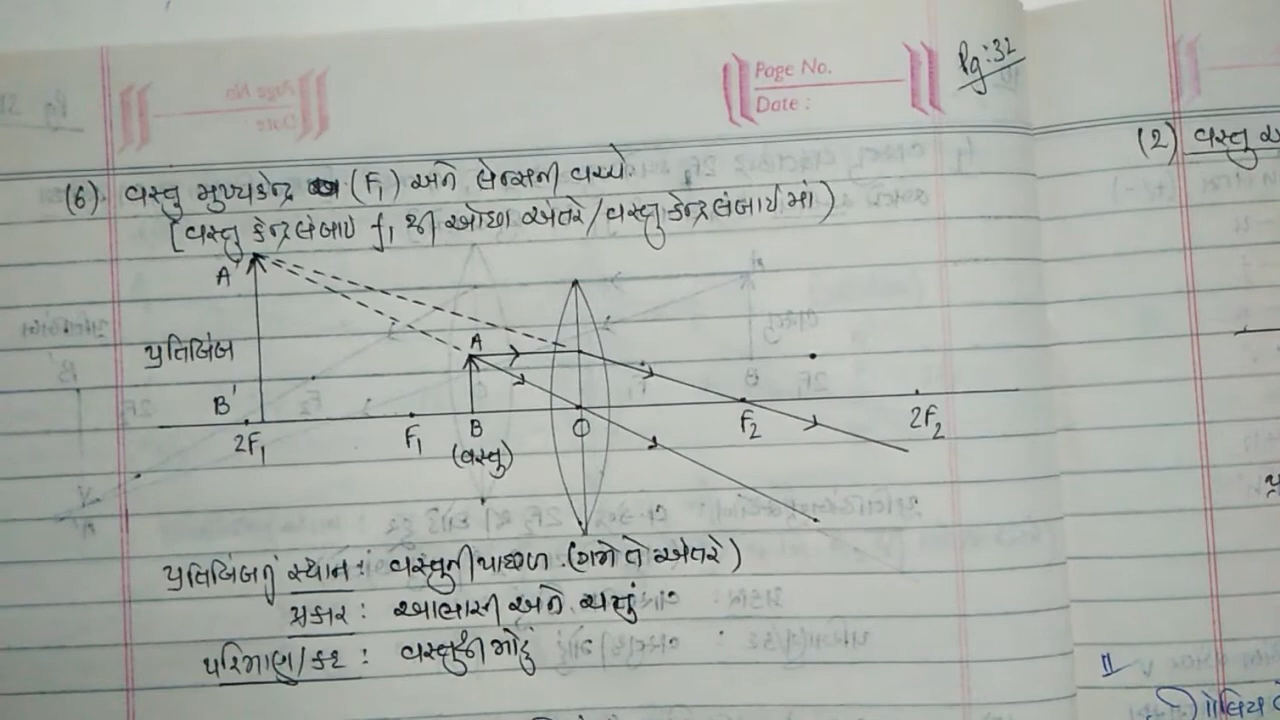 Page No.
Date :
Pg:32
(6) વસ્તુ મુખ્યકેન્દ્ર (F₁) અને લેન્સની વચ્ચે.
[વસ્તુ કેન્દ્રલંબાઈ f₁ થી ઓછા અંતરે/વસ્તુ કેન્દ્રલંબાઈમાં)
A'
A
પ્રતિબિંબ
B'
2F₁
F₁
B
O
F₂
2F₂
(વસ્તુ)
પ્રતિબિંબનું સ્થાન : વસ્તુની પાછળ (ગમે તે અંતરે)
પ્રકાર : આભાસી અને ચત્તું
પરિમાણ/કદ : વસ્તુથી મોટું
(2) વસ્તુ
II